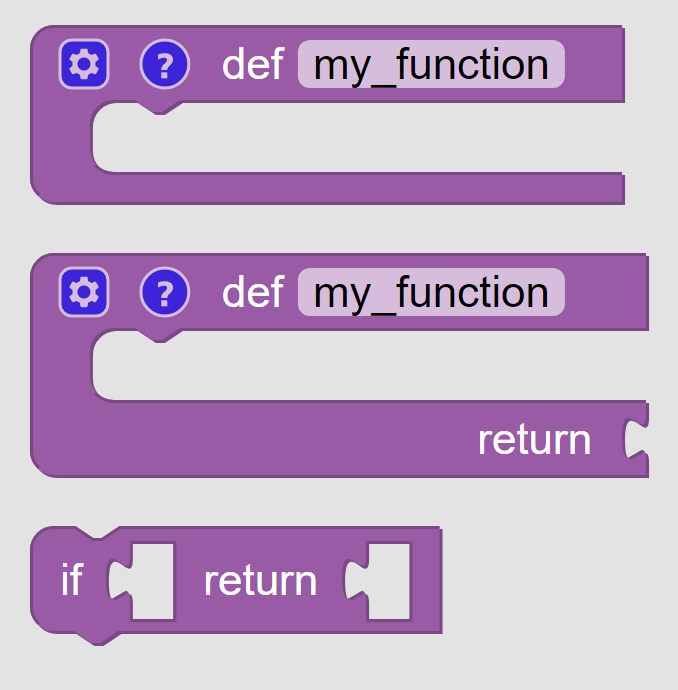 ? def my_function
? def my_function
return
if return